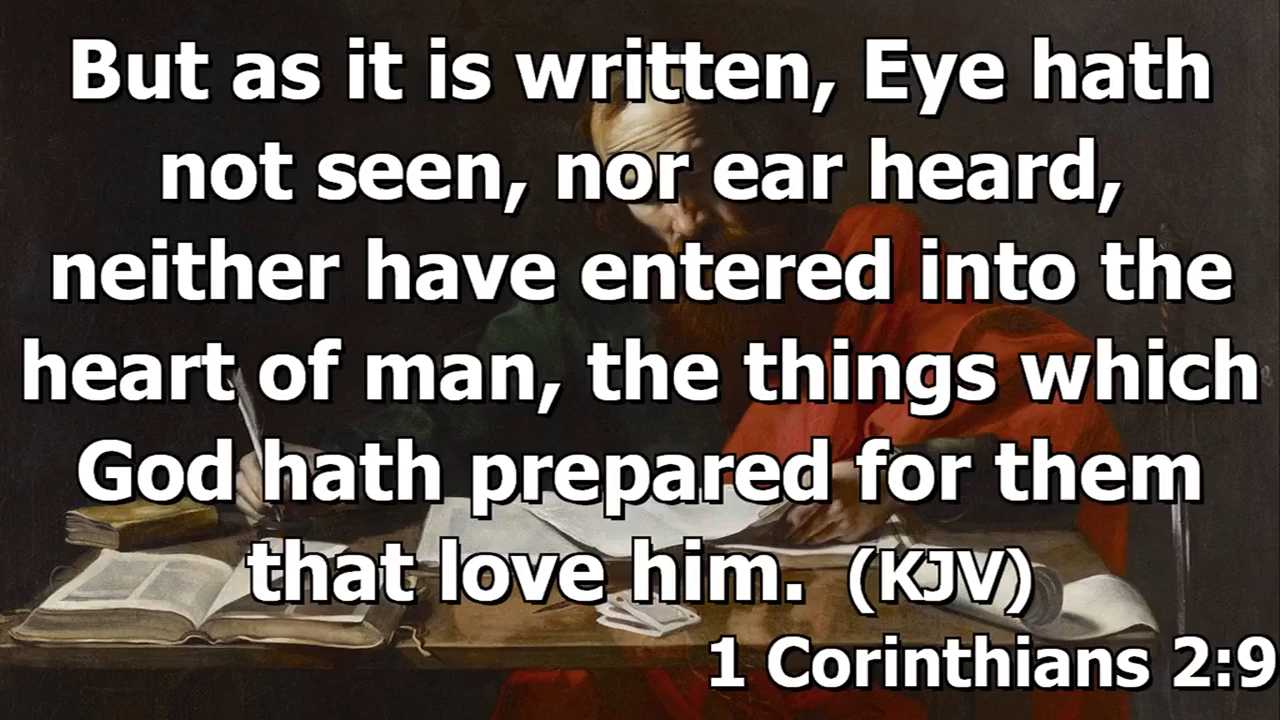 But as it is written, Eye hath
not seen, nor ear heard,
neither have entered into the
heart of man, the things which
God hath prepared for them
that love him. (KJV)
1 Corinthians 2:9